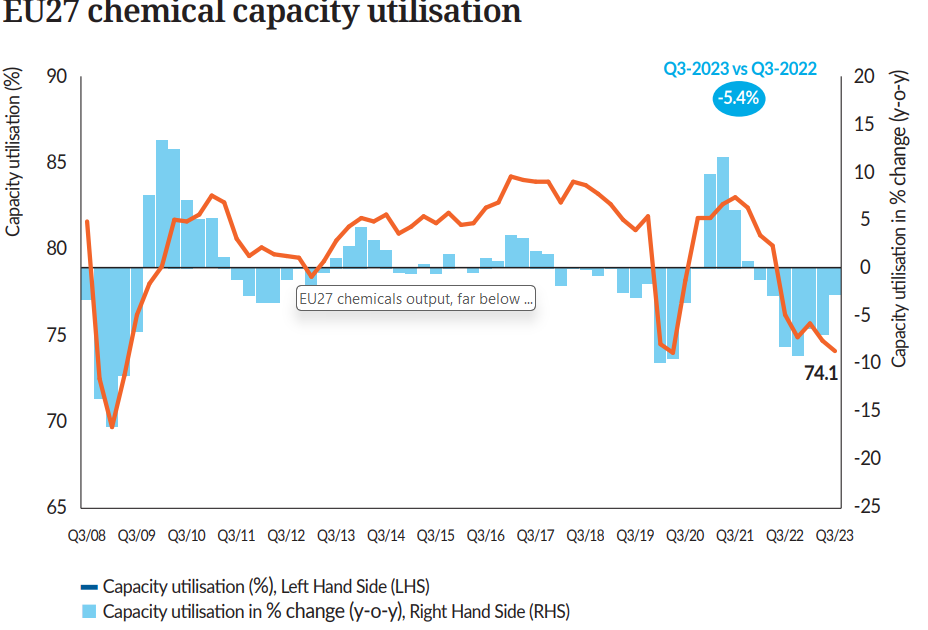 EU27 chemical capacity utilisation
Capacity utilisation (%)
Capacity utilisation in % change (y-o-y)
Q3-2023 vs Q3-2022
-5.4%
90
85
80
75
70
65
20
15
10
5
0
-5
-10
-15
-20
-25
EU27 chemicals output, far below ...
74.1
Q3/08 Q3/09 Q3/10 Q3/11 Q3/12 Q3/13 Q3/14 Q3/15 Q3/16 Q3/17 Q3/18 Q3/19 Q3/20 Q3/21 Q3/22 Q3/23
Capacity utilisation (%), Left Hand Side (LHS)
Capacity utilisation in % change (y-o-y), Right Hand Side (RHS)